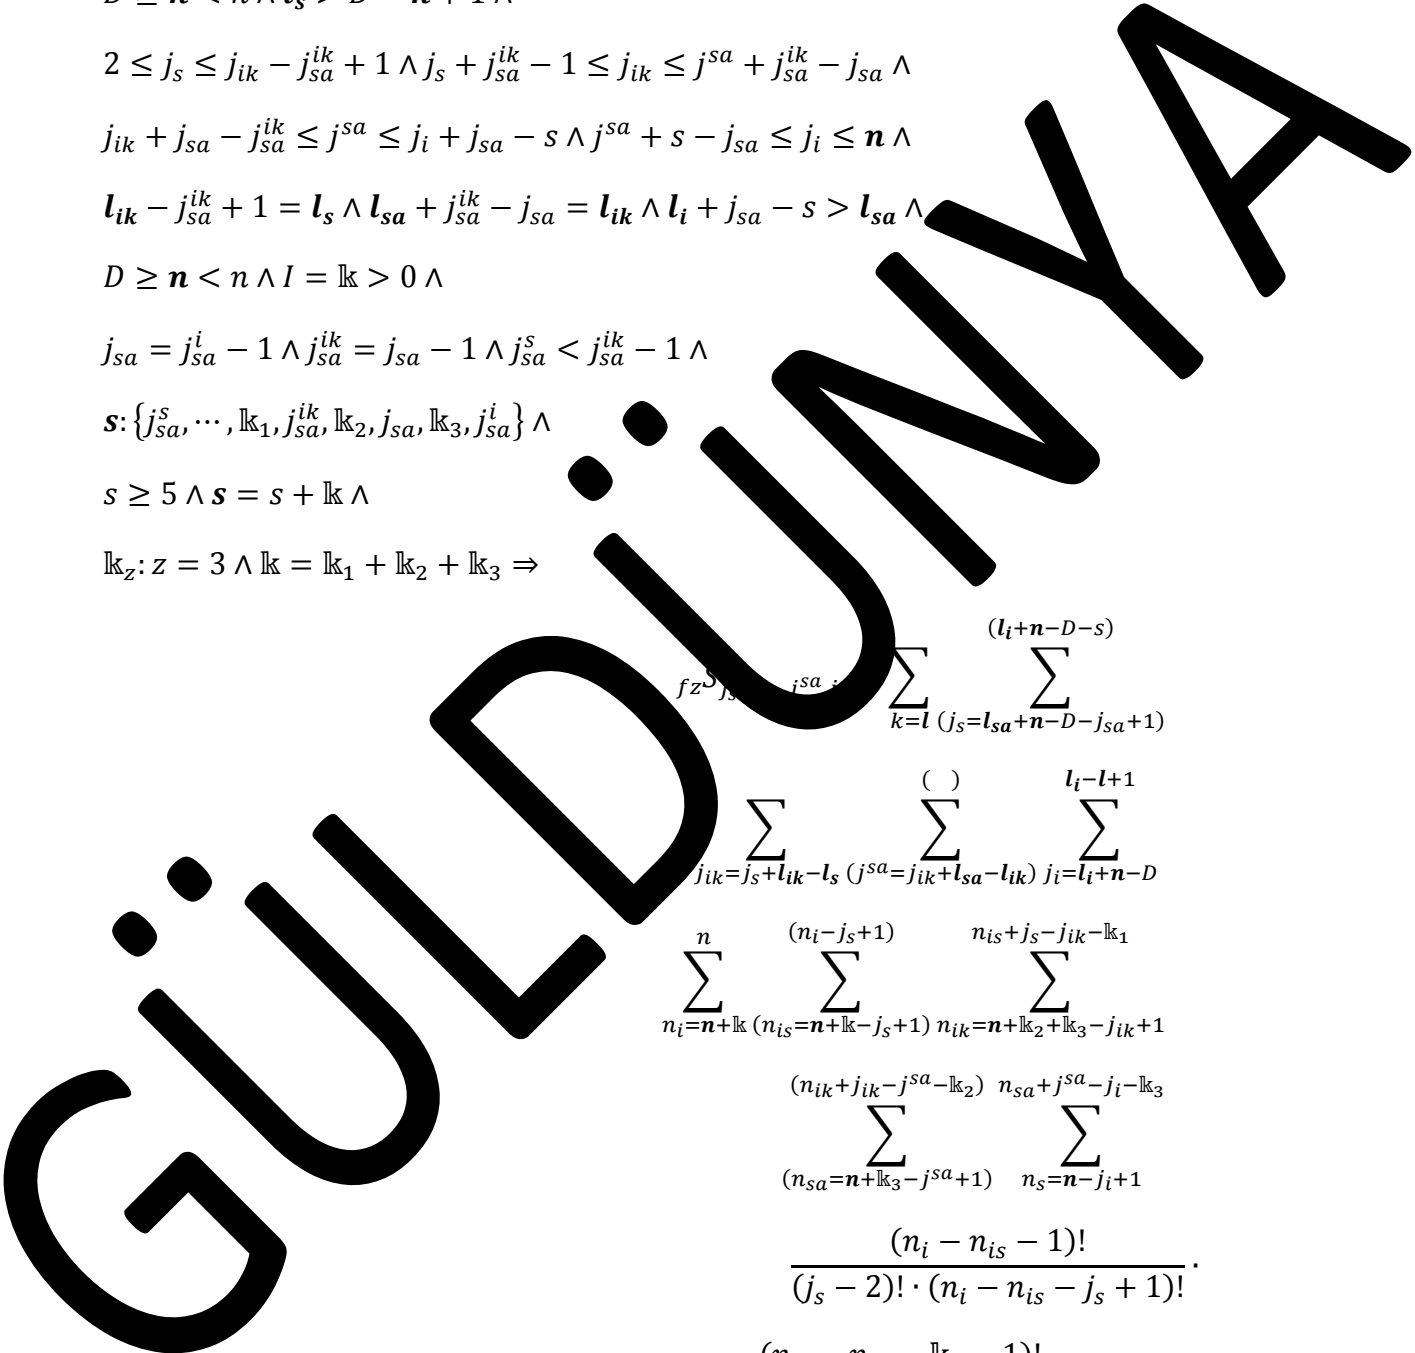 2 ≤ j_s ≤ j_{ik} − j_{sa}^{ik} + 1 ∧ j_s + j_{sa}^{ik} − 1 ≤ j_{ik} ≤ j^{sa} + j_{sa}^{ik} − j_{sa} ∧
j_{ik} + j_{sa} − j_{sa}^{ik} ≤ j^{sa} ≤ j_i + j_{sa} − s ∧ j^{sa} + s − j_{sa} ≤ j_i ≤ n ∧
l_{ik} − j_{sa}^{ik} + 1 = l_s ∧ l_{sa} + j_{sa}^{ik} − j_{sa} = l_{ik} ∧ l_i + j_{sa} − s > l_{sa} ∧
D ≥ n < n ∧ I = 𝕜 > 0 ∧
j_{sa} = j_{sa}^i − 1 ∧ j_{sa}^{ik} = j_{sa} − 1 ∧ j_{sa}^s < j_{sa}^{ik} − 1 ∧
s: {j_{sa}^s, ⋯, 𝕜_1, j_{sa}^{ik}, 𝕜_2, j_{sa}, 𝕜_3, j_{sa}^i} ∧
s ≥ 5 ∧ s = s + 𝕜 ∧
𝕜_z: z = 3 ∧ 𝕜 = 𝕜_1 + 𝕜_2 + 𝕜_3 ⇒
∑_{k=l} ∑_{(j_s=l_{sa}+n−D−j_{sa}+1)}^{(l_i+n−D−s)}
∑_{j_{ik}=j_s+l_{ik}−l_s} ∑_{(j^{sa}=j_{ik}+l_{sa}−l_{ik})}^{( )} ∑_{j_i=l_i+n−D}^{l_i−l+1}
∑_{n_i=n+𝕜}^{n} ∑_{(n_{is}=n+𝕜−j_s+1)}^{(n_i−j_s+1)} ∑_{n_{ik}=n+𝕜_2+𝕜_3−j_{ik}+1}^{n_{is}+j_s−j_{ik}−𝕜_1}
∑_{(n_{sa}=n+𝕜_3−j^{sa}+1)}^{(n_{ik}+j_{ik}−j^{sa}−𝕜_2)} ∑_{n_s=n−j_i+1}^{n_{sa}+j^{sa}−j_i−𝕜_3}
(n_i − n_{is} − 1)!
(j_s − 2)! · (n_i − n_{is} − j_s + 1)! ·
GÜLDÜNYA